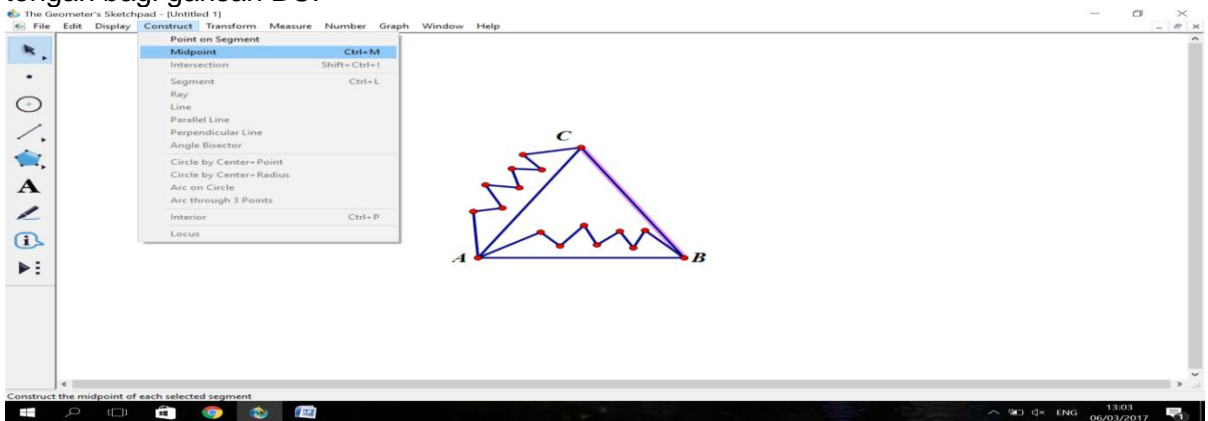 tengah bagi garisan BC.
The Geometer's Sketchpad - [Untitled 1]
File Edit Display Construct Transform Measure Number Graph Window Help
Point on Segment
Midpoint Ctrl+M
Intersection Shift+Ctrl+I
Segment Ctrl+L
Ray
Line
Parallel Line
Perpendicular Line
Angle Bisector
Circle by Center+Point
Circle by Center+Radius
Arc on Circle
Arc through 3 Points
Interior Ctrl+P
Locus
A
C
A
B
Construct the midpoint of each selected segment
ENG
13:03
06/03/2017